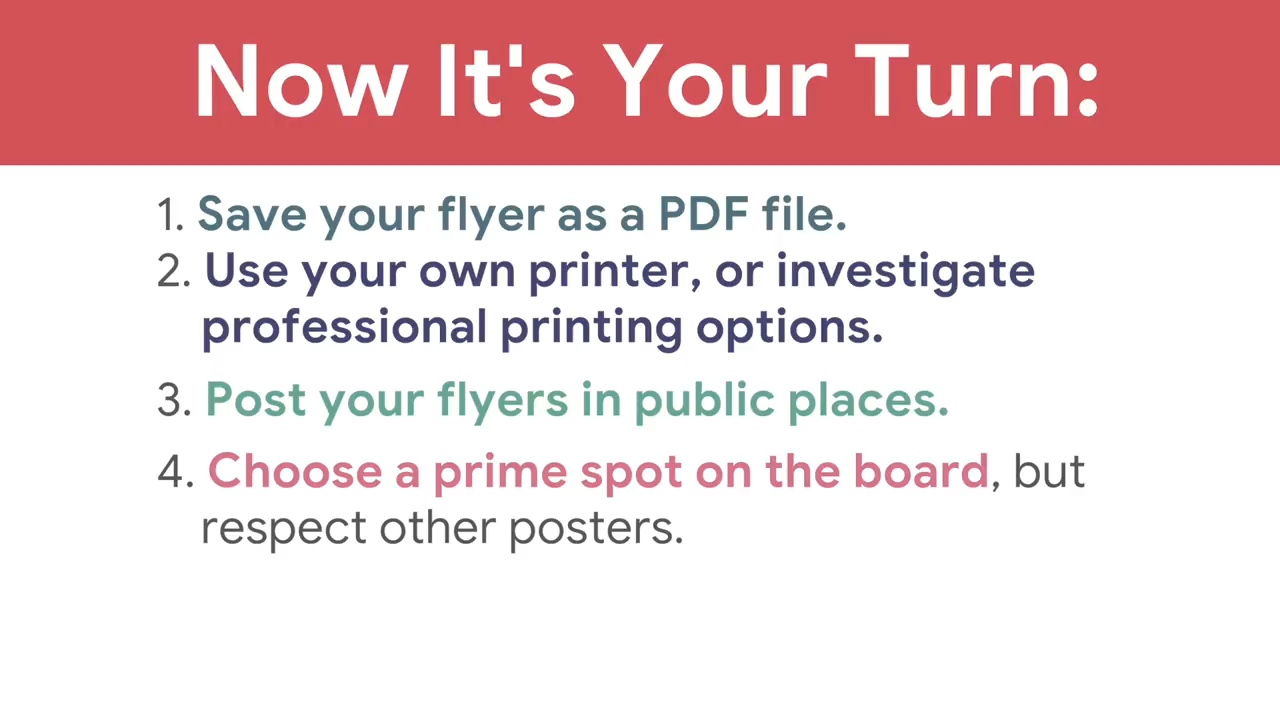 Now It's Your Turn:
1. Save your flyer as a PDF file.
2. Use your own printer, or investigate
professional printing options.
3. Post your flyers in public places.
4. Choose a prime spot on the board, but
respect other posters.